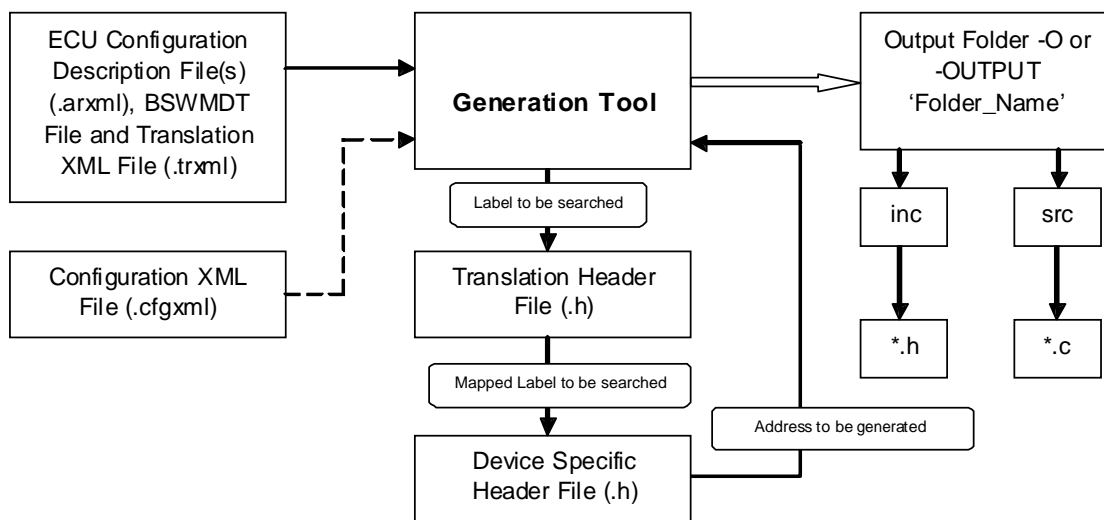 ECU Configuration
Description File(s)
(.arxml), BSWMDT
File and Translation
XML File (.trxml)
Generation Tool
Output Folder -O or
-OUTPUT
‘Folder_Name’
Label to be searched
inc
src
Configuration XML
File (.cfgxml)
Translation Header
File (.h)
*.h
*.c
Mapped Label to be searched
Address to be generated
Device Specific
Header File (.h)